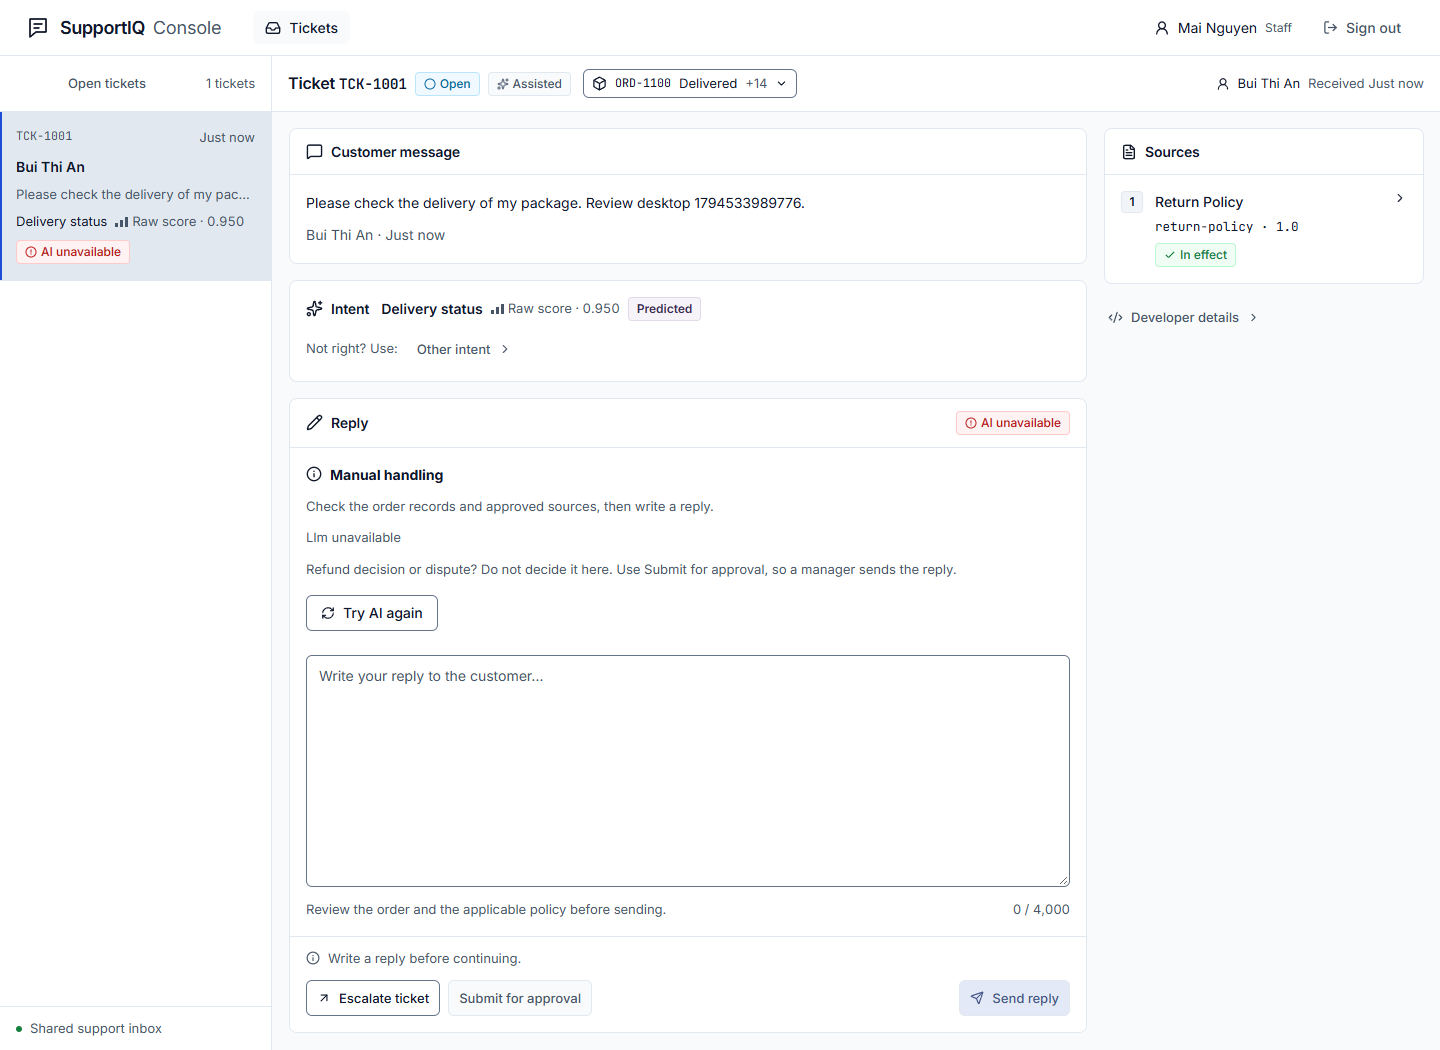 SupportIQ Console
Tickets
Mai Nguyen Staff
Sign out
Open tickets
1 tickets
Ticket TCK-1001
Open
Assisted
ORD-1100 Delivered +14
Bui Thi An Received Just now
TCK-1001
Just now
Bui Thi An
Please check the delivery of my pac...
Delivery status Raw score · 0.950
AI unavailable
Customer message
Please check the delivery of my package. Review desktop 1794533989776.
Bui Thi An · Just now
Intent Delivery status Raw score · 0.950 Predicted
Not right? Use: Other intent
Reply
AI unavailable
Manual handling
Check the order records and approved sources, then write a reply.
Llm unavailable
Refund decision or dispute? Do not decide it here. Use Submit for approval, so a manager sends the reply.
Try AI again
Write your reply to the customer...
Review the order and the applicable policy before sending.
0 / 4,000
Write a reply before continuing.
Escalate ticket
Submit for approval
Send reply
Sources
1 Return Policy
return-policy · 1.0
In effect
Developer details
Shared support inbox